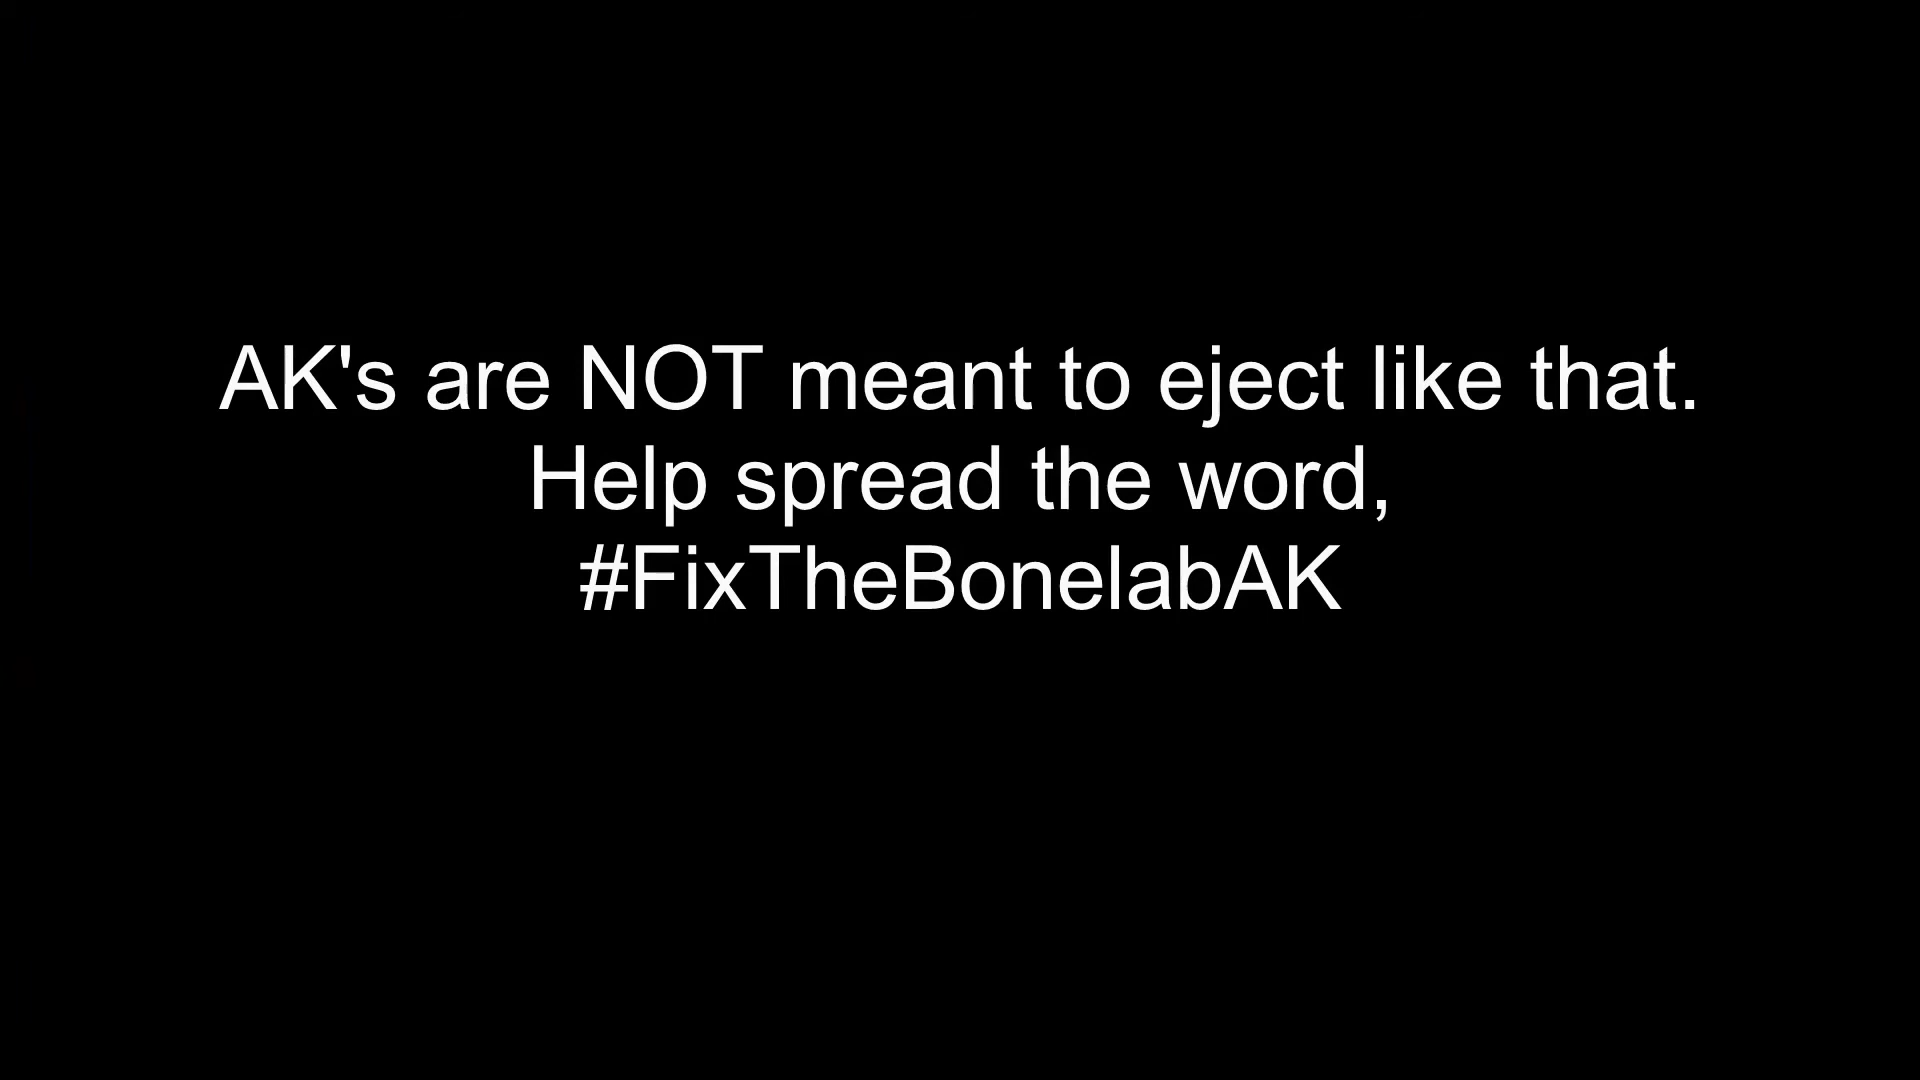 AK's are NOT meant to eject like that.
Help spread the word,
#FixTheBonelabAK